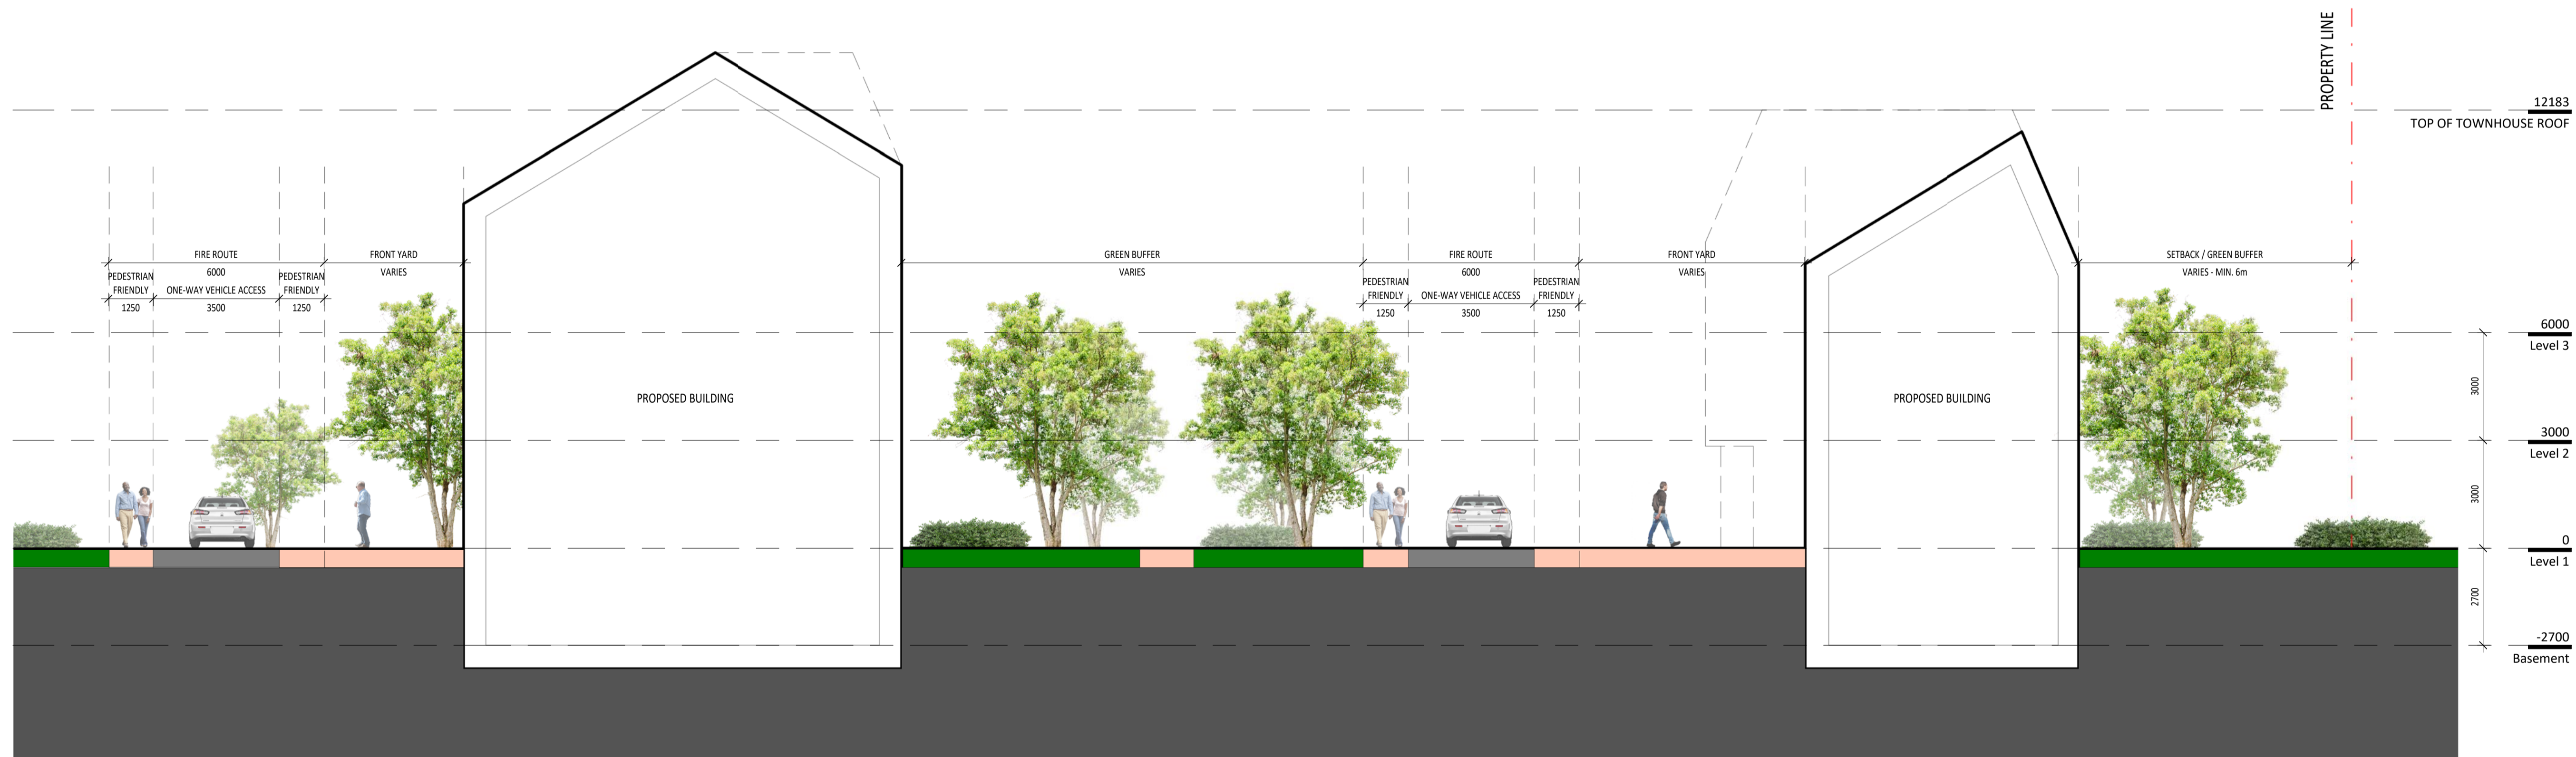 PROPERTY LINE
12183
TOP OF TOWNHOUSE ROOF
FIRE ROUTE
6000
FRONT YARD
VARIES
PEDESTRIAN
FRIENDLY
1250
ONE-WAY VEHICLE ACCESS
3500
PEDESTRIAN
FRIENDLY
1250
PROPOSED BUILDING
GREEN BUFFER
VARIES
FIRE ROUTE
6000
FRONT YARD
VARIES
PEDESTRIAN
FRIENDLY
1250
ONE-WAY VEHICLE ACCESS
3500
PEDESTRIAN
FRIENDLY
1250
PROPOSED BUILDING
SETBACK / GREEN BUFFER
VARIES - MIN. 6m
6000
Level 3
3000
3000
Level 2
3000
0
Level 1
2700
-2700
Basement